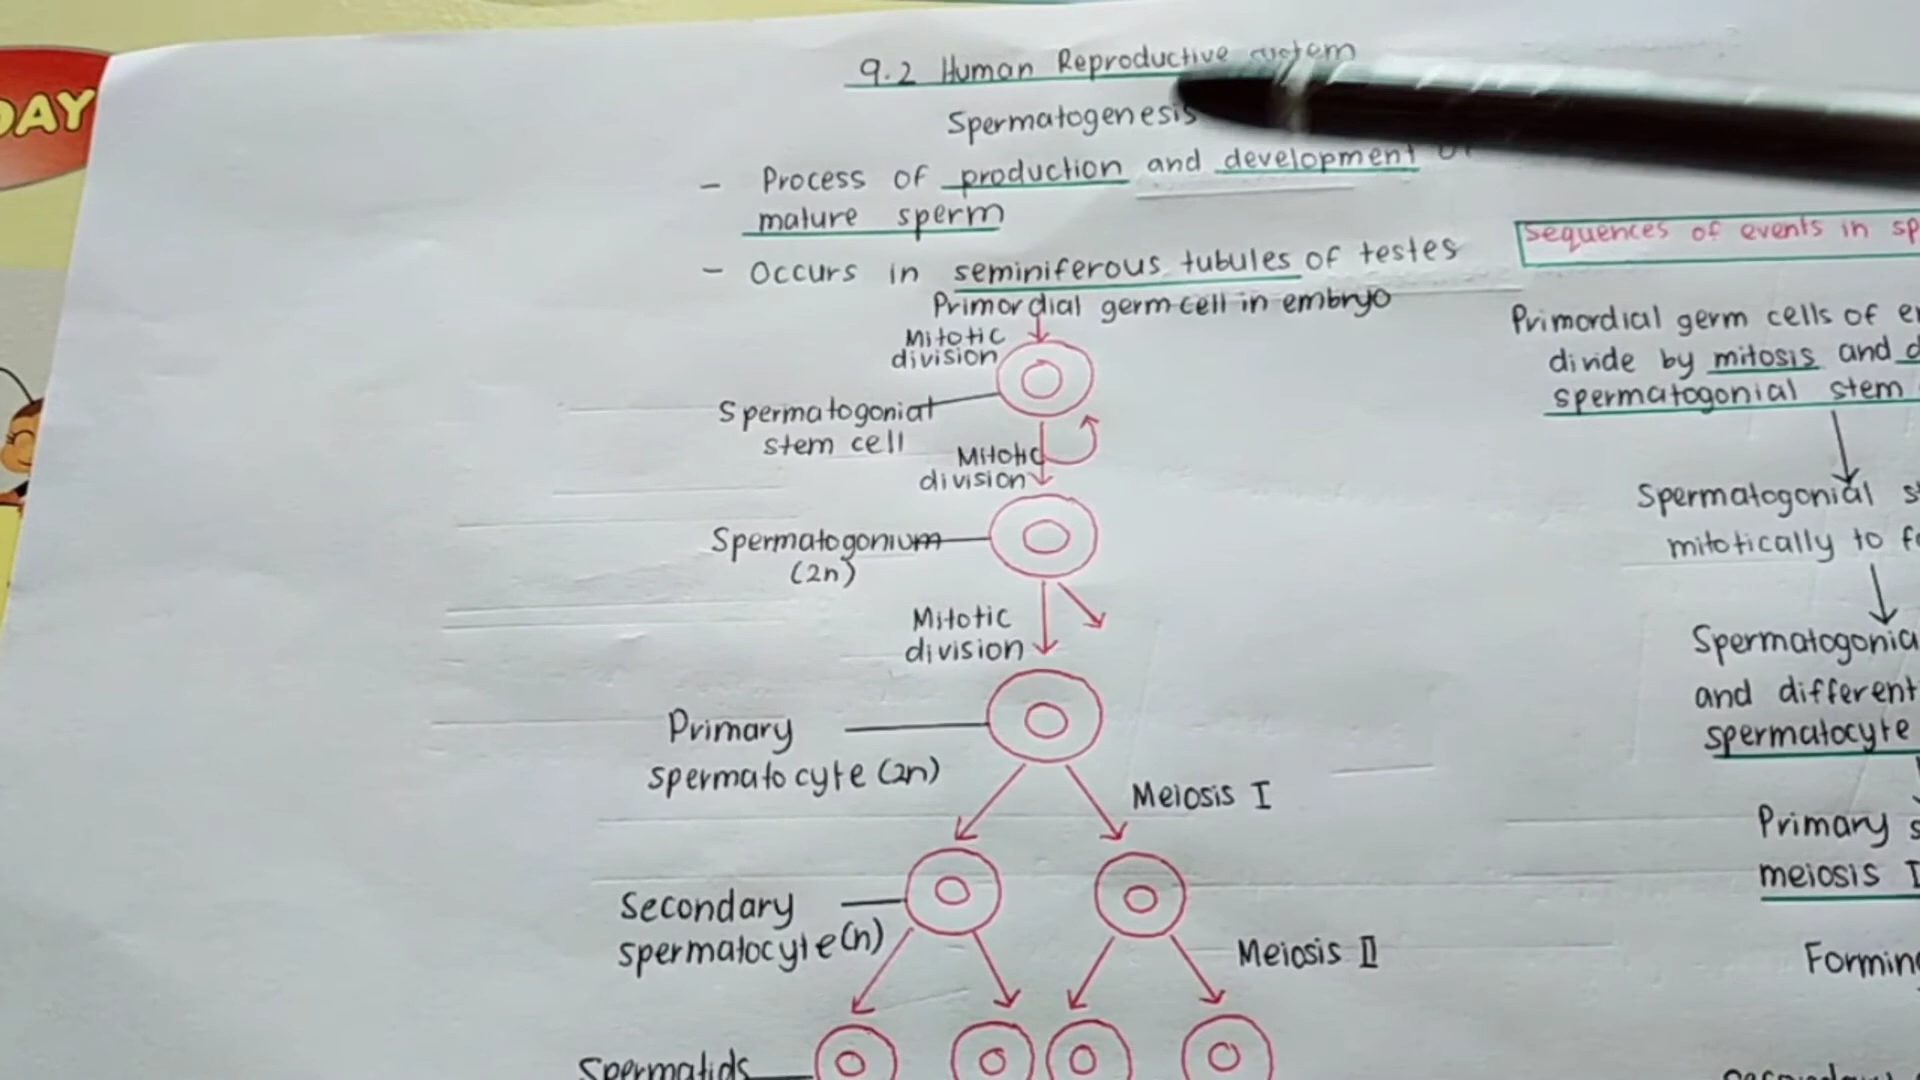 DAY
9.2 Human Reproductive system
Spermatogenesis
- Process of production and development
mature sperm
- Occurs in seminiferous tubules of testes
Primordial germ cell in embryo
Mitotic
division
Spermatogonial
stem cell
Mitotic
division
Spermatogonium
(2n)
Mitotic
division
Primary
spermatocyte (2n)
Meiosis I
Secondary
spermatocyte (n)
Meiosis II
Spermatids
Sequences of events in sp
Primordial germ cells of e
divide by mitosis and d
spermatogonial stem
Spermatogonial s
mitotically to f
Spermatogonia
and different
spermatocyte
Primary s
meiosis I
Forming